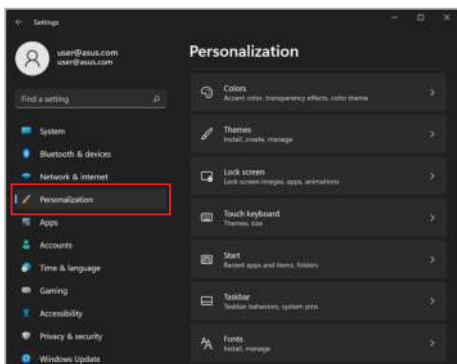 Settings
user@asus.com
user@asus.com
Find a setting
System
Bluetooth & devices
Network & internet
Personalization
Apps
Accounts
Time & language
Gaming
Accessibility
Privacy & security
Windows Update
Personalization
Colors
Accent color, transparency effects, color theme
Themes
Install, create, manage
Lock screen
Lock screen images, apps, animations
Touch keyboard
Themes, size
Start
Recent apps and items, folders
Taskbar
Taskbar behaviors, system pins
Fonts
Install, manage